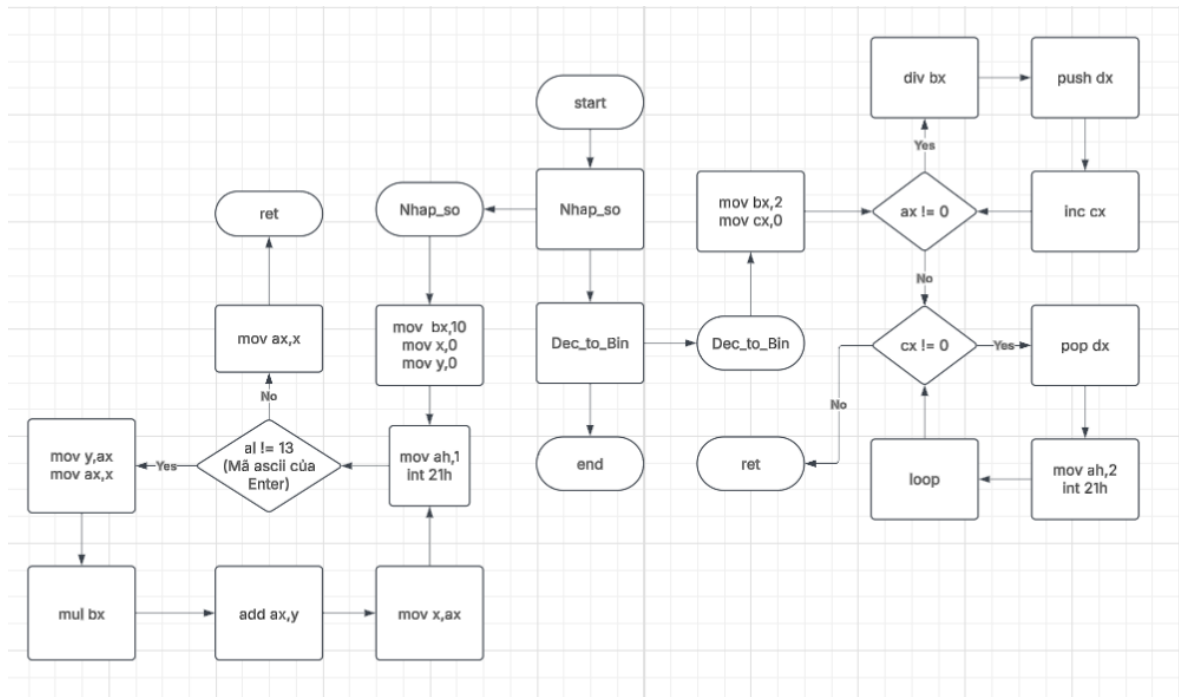 start
Nhap_so
Dec_to_Bin
end
Nhap_so
mov bx,10
mov x,0
mov y,0
mov ah,1
int 21h
al != 13
(Mã ascii của
Enter)
No
mov ax,x
ret
Yes
mov y,ax
mov ax,x
mul bx
add ax,y
mov x,ax
Dec_to_Bin
mov bx,2
mov cx,0
ax != 0
Yes
div bx
push dx
inc cx
No
cx != 0
Yes
pop dx
mov ah,2
int 21h
loop
No
ret